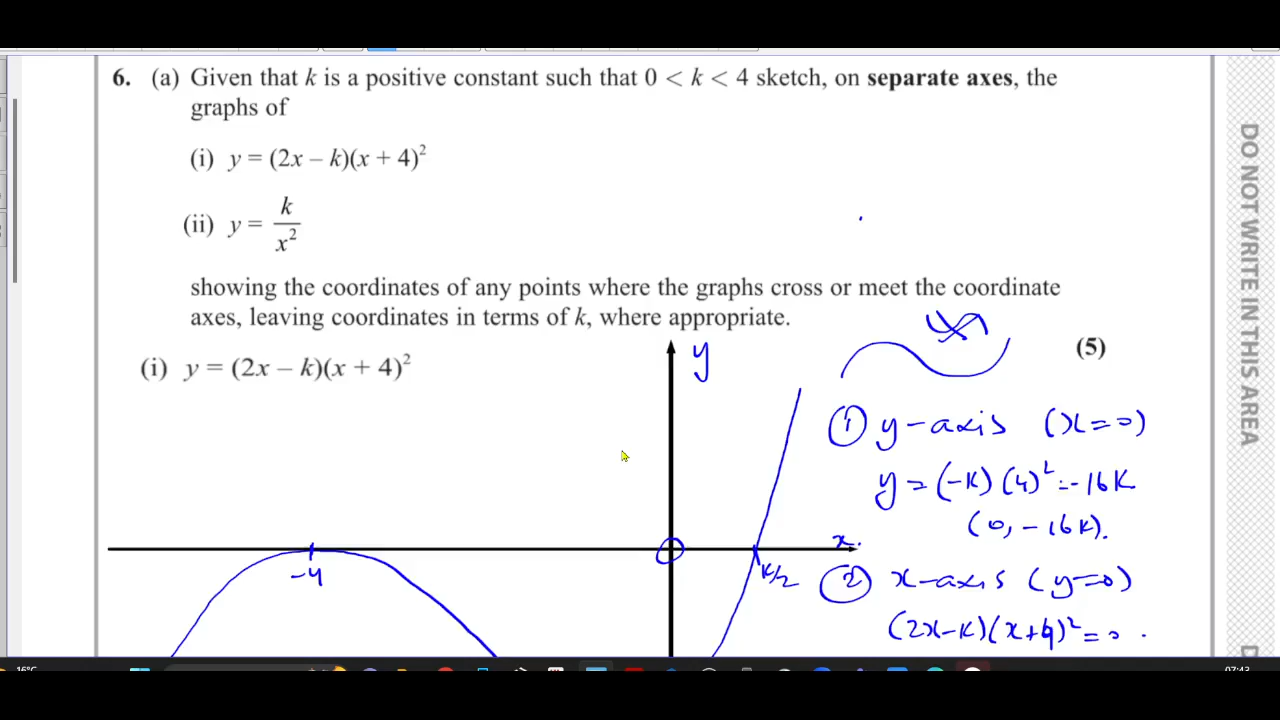 6. (a) Given that k is a positive constant such that 0 < k < 4 sketch, on separate axes, the
graphs of
(i) y = (2x – k)(x + 4)²
(ii) y = k/x²
showing the coordinates of any points where the graphs cross or meet the coordinate
axes, leaving coordinates in terms of k, where appropriate.
(5)
(i) y = (2x – k)(x + 4)²
y
x
-4
k/2
① y-axis (x=0)
y = (-k)(4)² = -16k
(0, -16k).
② x-axis (y=0)
(2x-k)(x+4)² = 0
DO NOT WRITE IN THIS AREA
D
16°C
07:43